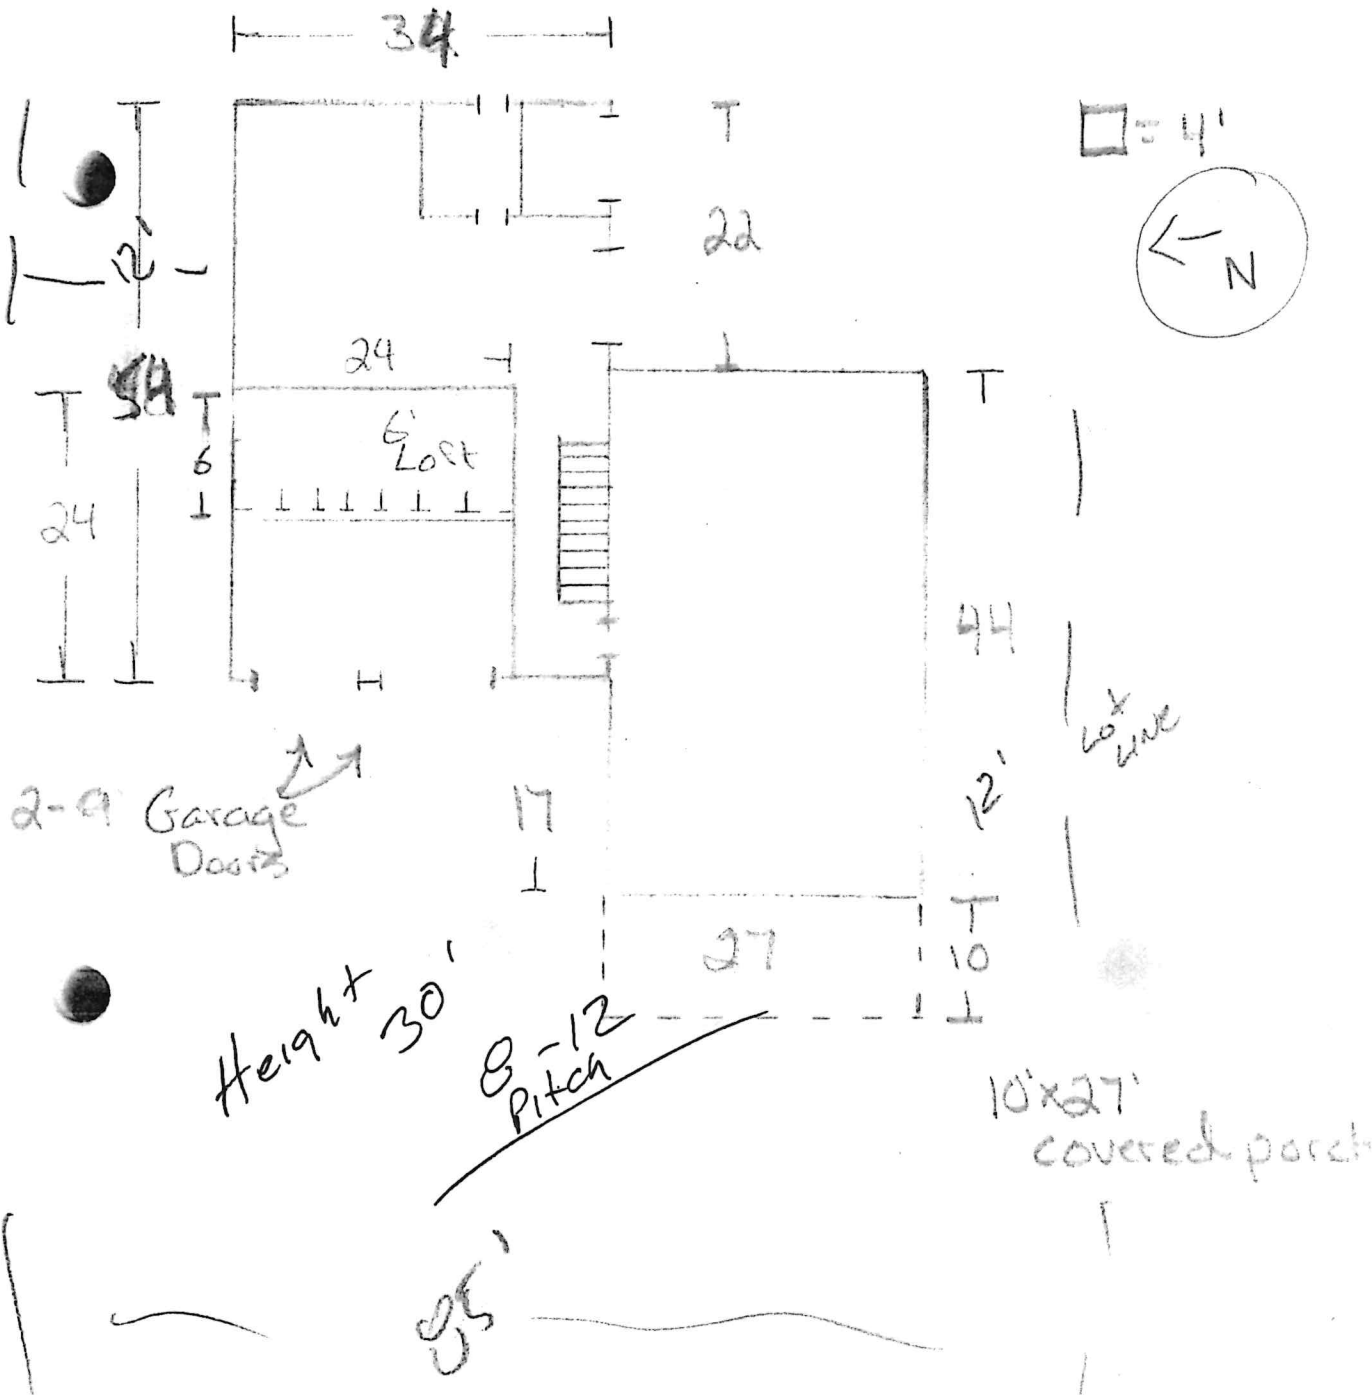 34
= 4'
N
12'
22
24
54
6' Loft
6
24
44
LOT LINE
12'
2-9' Garage
Doors
17
27
10
Height 30'
8-12
Pitch
10'x27'
covered porch
85'